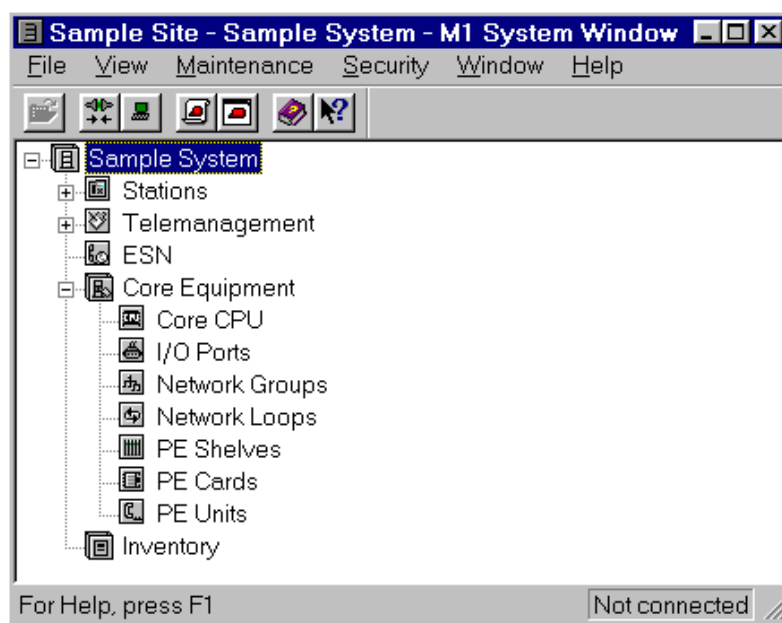 Sample Site - Sample System - M1 System Window
File View Maintenance Security Window Help
Sample System
Stations
Telemanagement
ESN
Core Equipment
Core CPU
I/O Ports
Network Groups
Network Loops
PE Shelves
PE Cards
PE Units
Inventory
For Help, press F1 Not connected